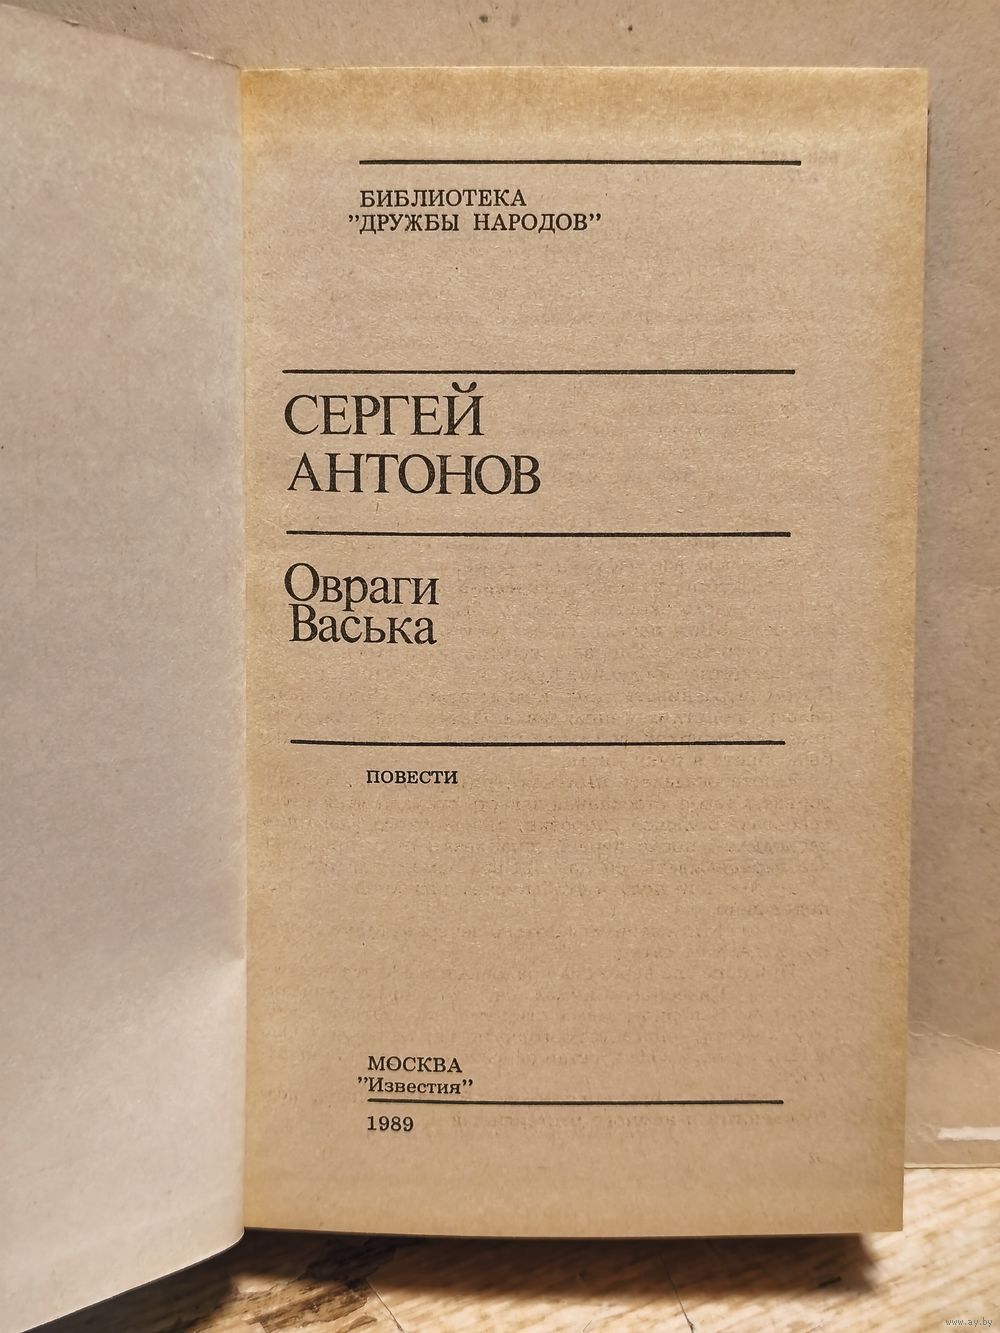 БИБЛИОТЕКА
"ДРУЖБЫ НАРОДОВ"
СЕРГЕЙ
АНТОНОВ
Овраги
Васька
ПОВЕСТИ
МОСКВА
"Известия"
1989
www.ay.by